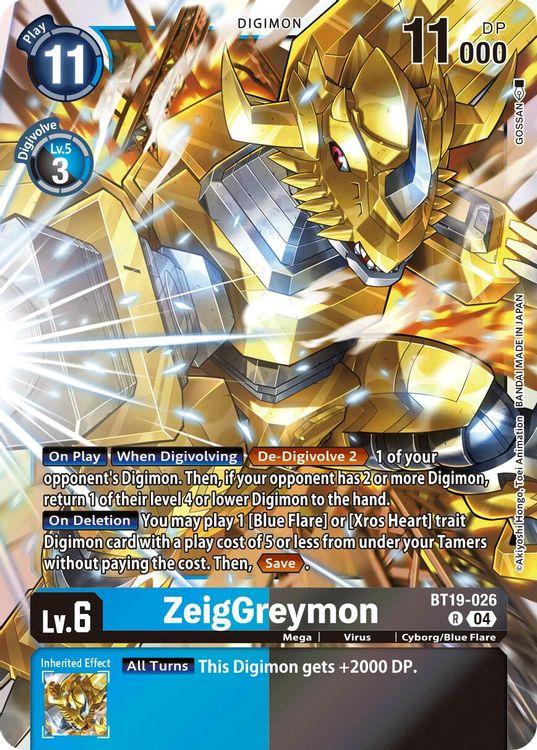 DIGIMON
Play
11
11000
DP
Digivolve
Lv.5
3
GOSSAN
©Akiyoshi Hongo, Toei Animation BANDAI MADE IN JAPAN
On Play When Digivolving De-Digivolve 2 1 of your
opponent's Digimon. Then, if your opponent has 2 or more Digimon,
return 1 of their level 4 or lower Digimon to the hand.
On Deletion You may play 1 [Blue Flare] or [Xros Heart] trait
Digimon card with a play cost of 5 or less from under your Tamers
without paying the cost. Then, Save.
Lv.6
ZeigGreymon
BT19-026
R 04
Mega | Virus | Cyborg/Blue Flare
Inherited Effect
All Turns This Digimon gets +2000 DP.